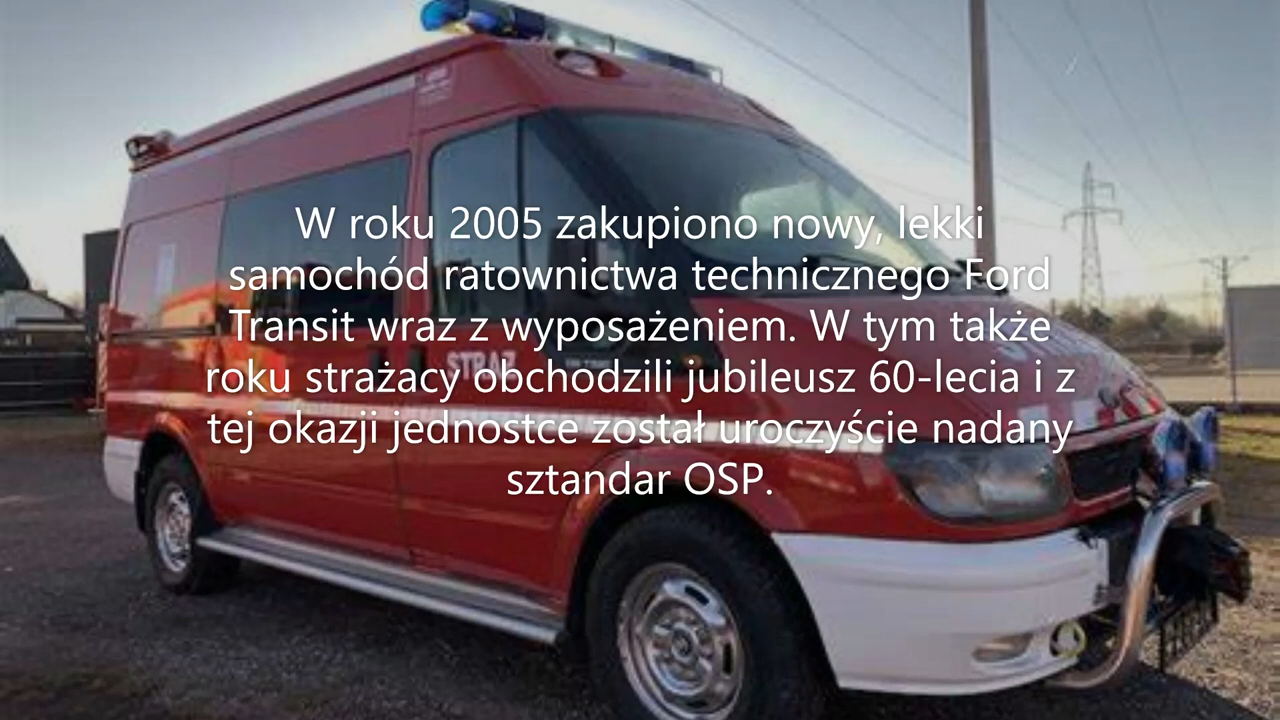 W roku 2005 zakupiono nowy, lekki
samochód ratownictwa technicznego Ford
Transit wraz z wyposażeniem. W tym także
roku strażacy obchodzili jubileusz 60-lecia i z
tej okazji jednostce został uroczyście nadany
sztandar OSP.
STRAŻ